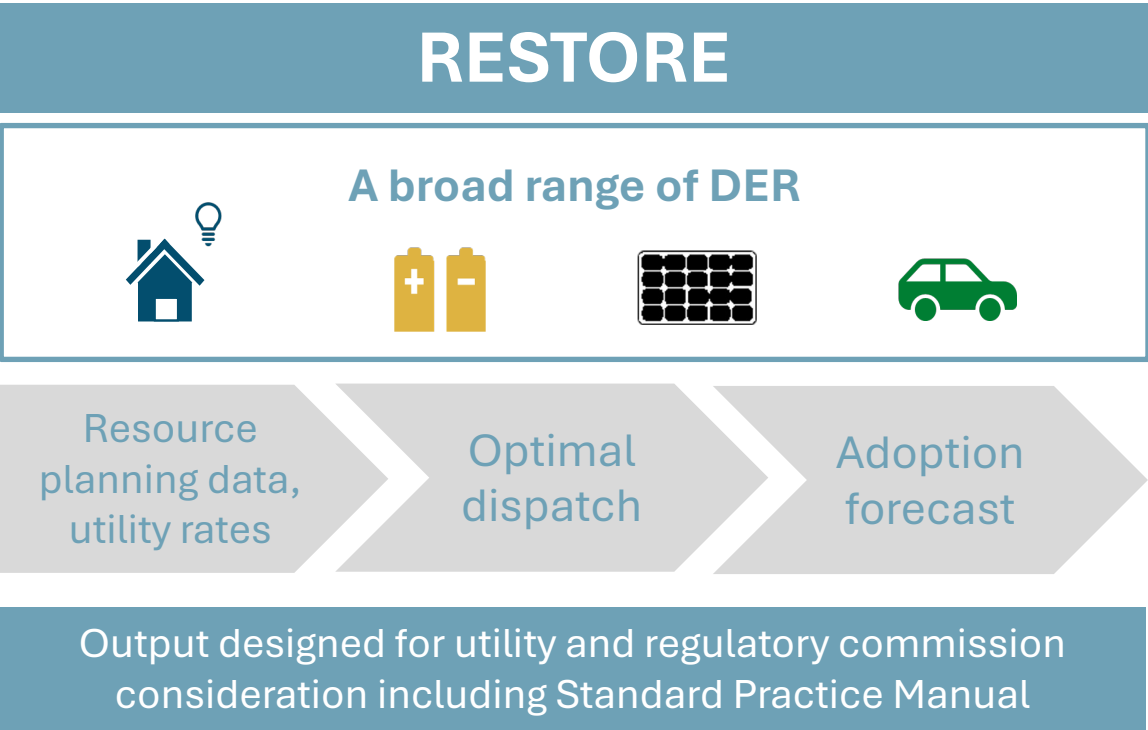 RESTORE
A broad range of DER
Resource
planning data,
utility rates
Optimal
dispatch
Adoption
forecast
Output designed for utility and regulatory commission
consideration including Standard Practice Manual